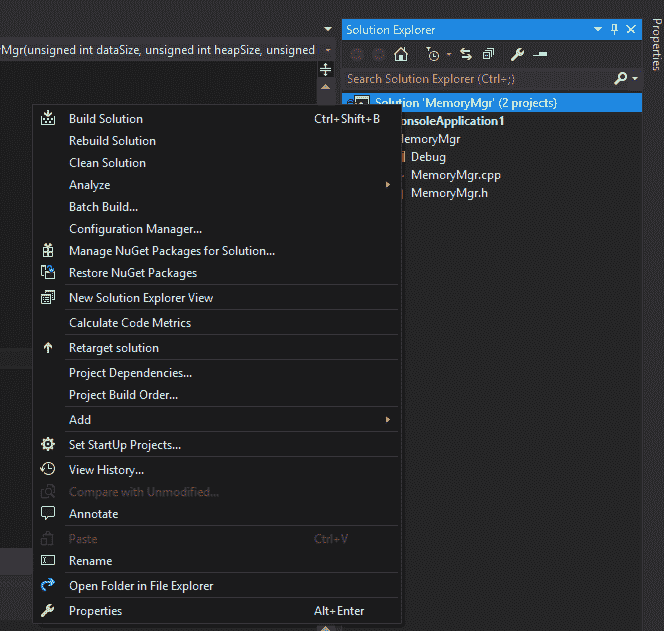 Solution Explorer
Properties
Mgr(unsigned int dataSize, unsigned int heapSize, unsigned
Search Solution Explorer (Ctrl+;)
Solution 'MemoryMgr' (2 projects)
onsoleApplication1
emoryMgr
Debug
MemoryMgr.cpp
MemoryMgr.h
Build Solution Ctrl+Shift+B
Rebuild Solution
Clean Solution
Analyze
Batch Build...
Configuration Manager...
Manage NuGet Packages for Solution...
Restore NuGet Packages
New Solution Explorer View
Calculate Code Metrics
Retarget solution
Project Dependencies...
Project Build Order...
Add
Set StartUp Projects...
View History...
Compare with Unmodified...
Annotate
Paste Ctrl+V
Rename
Open Folder in File Explorer
Properties Alt+Enter